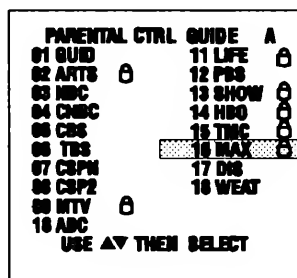 PARENTAL CTRL GUIDE A
01 QUID
02 ARTS
03 NBC
04 CNBC
05 CBS
06 TBS
07 CSPN
08 CSP2
09 MTV
10 ABC
11 LIFE
12 PBS
13 SHOW
14 HBO
15 TMC
16 MAX
17 DIS
18 WEAT
USE ▲▼ THEN SELECT